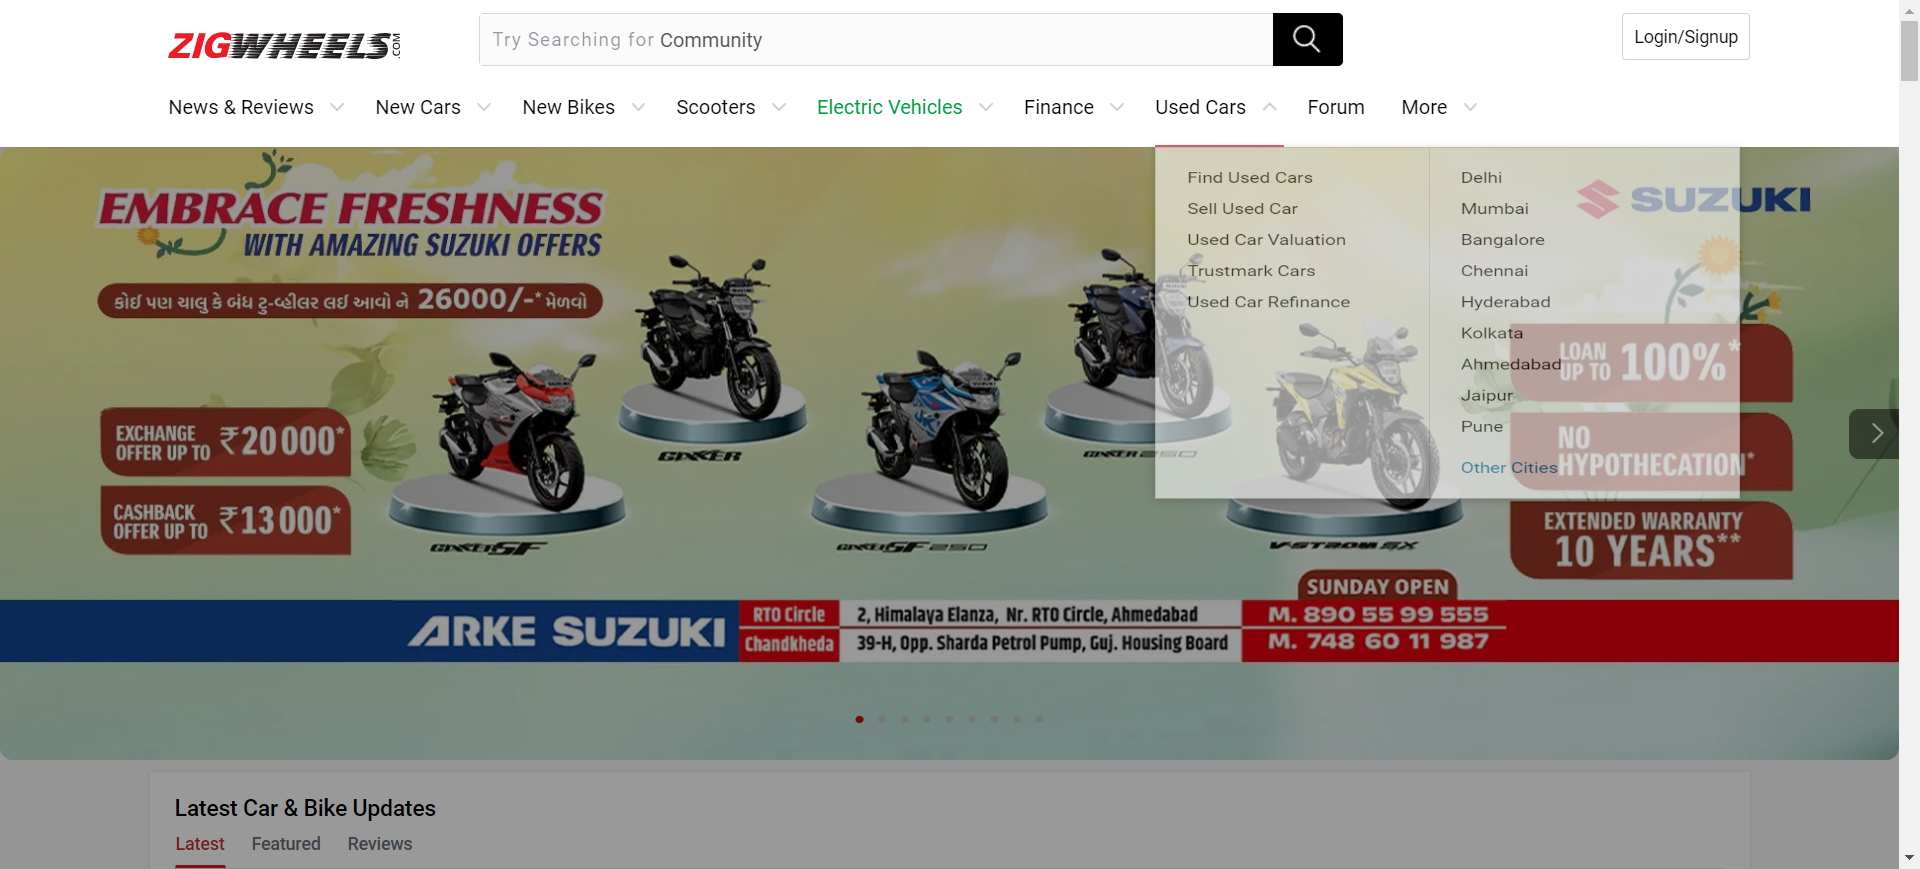 ZIGWHEELS.COM
Try Searching for Community
Login/Signup
News & Reviews
New Cars
New Bikes
Scooters
Electric Vehicles
Finance
Used Cars
Forum
More
Find Used Cars
Sell Used Car
Used Car Valuation
Trustmark Cars
Used Car Refinance
Delhi
Mumbai
Bangalore
Chennai
Hyderabad
Kolkata
Ahmedabad
Jaipur
Pune
Other Cities
EMBRACE FRESHNESS
WITH AMAZING SUZUKI OFFERS
કોઈ પણ ચાલુ કે બંધ ટુ-વ્હીલર લઈ આવો ને 26000/-* મેળવો
EXCHANGE
OFFER UP TO ₹20000*
CASHBACK
OFFER UP TO ₹13000*
GIXXER
GIXXER 250
GIXXER SF
GIXXER SF 250
V-STROM SX
SUZUKI
LOAN
UP TO 100%*
NO
HYPOTHECATION*
EXTENDED WARRANTY
10 YEARS**
SUNDAY OPEN
ARKE SUZUKI
RTO Circle
2, Himalaya Elanza, Nr. RTO Circle, Ahmedabad
M. 890 55 99 555
Chandkheda
39-H, Opp. Sharda Petrol Pump, Guj. Housing Board
M. 748 60 11 987
Latest Car & Bike Updates
Latest
Featured
Reviews